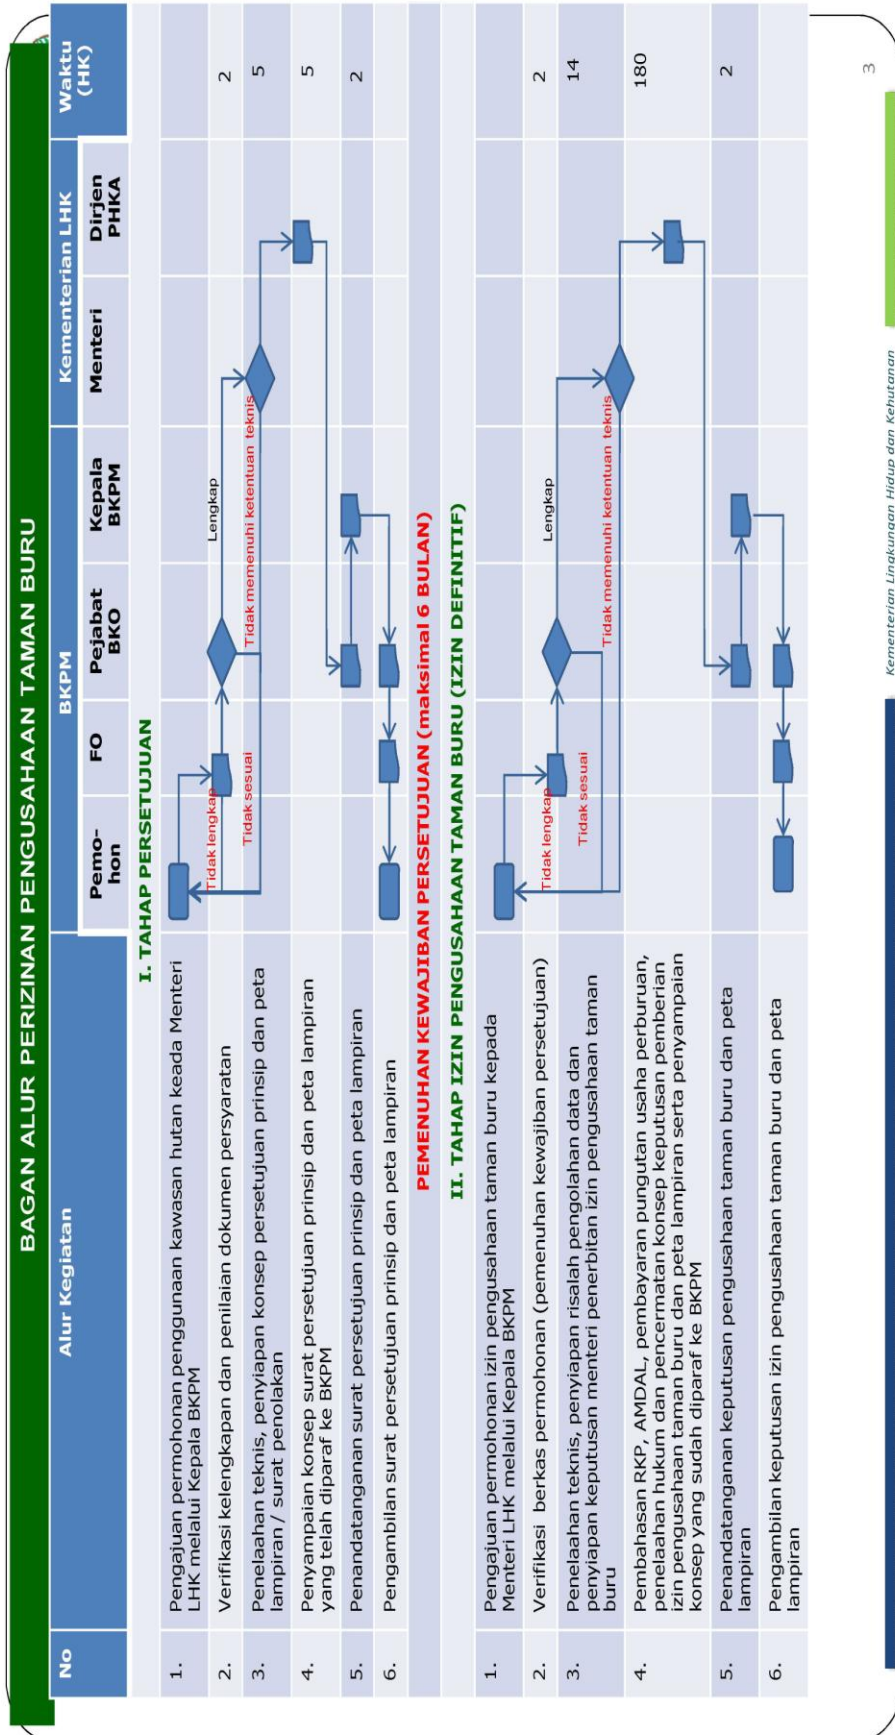 BAGAN ALUR PERIZINAN PENGUSAHAAN TAMAN BURU
No
Alur Kegiatan
BKPM
Kementerian LHK
Waktu
(HK)
Pemo-
hon
FO
Pejabat
BKO
Kepala
BKPM
Menteri
Dirjen
PHKA
I. TAHAP PERSETUJUAN
1.
Pengajuan permohonan penggunaan kawasan hutan keada Menteri
LHK melalui Kepala BKPM
2.
Verifikasi kelengkapan dan penilaian dokumen persyaratan
Tidak lengkap
Lengkap
2
3.
Penelaahan teknis, penyiapan konsep persetujuan prinsip dan peta
lampiran / surat penolakan
Tidak sesuai
Tidak memenuhi ketentuan teknis
5
4.
Penyampaian konsep surat persetujuan prinsip dan peta lampiran
yang telah diparaf ke BKPM
5
5.
Penandatanganan surat persetujuan prinsip dan peta lampiran
2
6.
Pengambilan surat persetujuan prinsip dan peta lampiran
PEMENUHAN KEWAJIBAN PERSETUJUAN (maksimal 6 BULAN)
II. TAHAP IZIN PENGUSAHAAN TAMAN BURU (IZIN DEFINITIF)
1.
Pengajuan permohonan izin pengusahaan taman buru kepada
Menteri LHK melalui Kepala BKPM
2.
Verifikasi berkas permohonan (pemenuhan kewajiban persetujuan)
Tidak lengkap
Lengkap
2
3.
Penelaahan teknis, penyiapan risalah pengolahan data dan
penyiapan keputusan menteri penerbitan izin pengusahaan taman
buru
Tidak sesuai
Tidak memenuhi ketentuan teknis
14
4.
Pembahasan RKP, AMDAL, pembayaran pungutan usaha perburuan,
penelaahan hukum dan pencermatan konsep keputusan pemberian
izin pengusahaan taman buru dan peta lampiran serta penyampaian
konsep yang sudah diparaf ke BKPM
180
5.
Penandatanganan keputusan pengusahaan taman buru dan peta
lampiran
2
6.
Pengambilan keputusan izin pengusahaan taman buru dan peta
lampiran
Kementerian Lingkungan Hidup dan Kehutanan
3